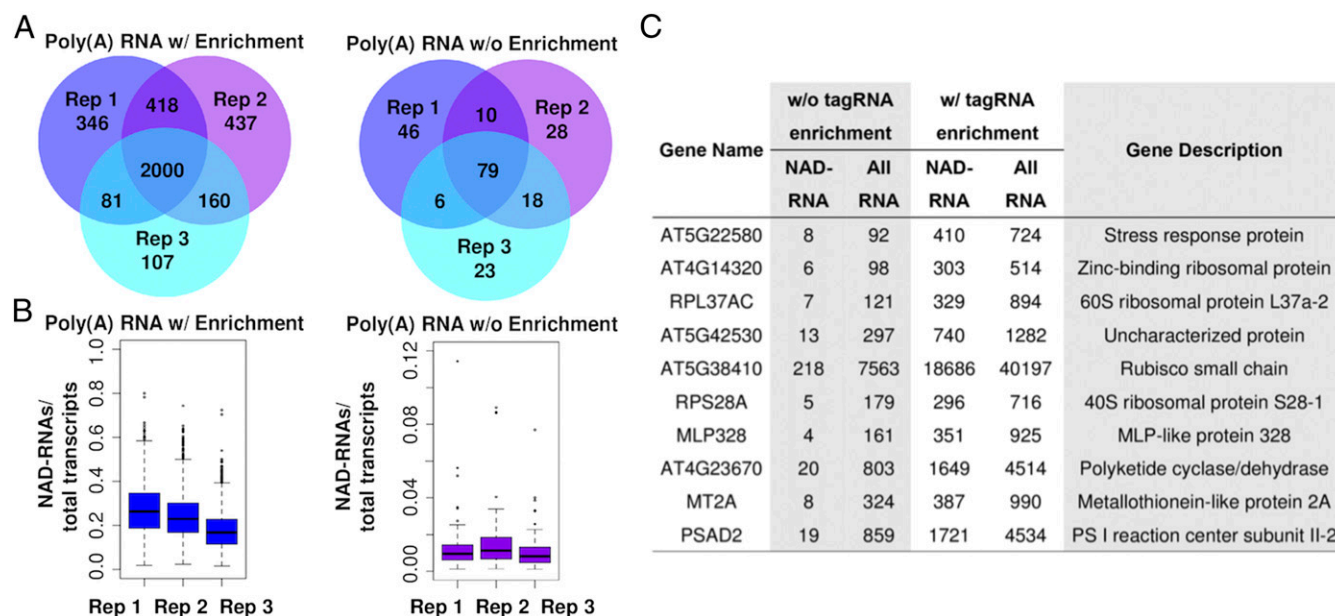 A
Poly(A) RNA w/ Enrichment
Rep 1
346
418
Rep 2
437
2000
81
160
Rep 3
107
Poly(A) RNA w/o Enrichment
Rep 1
46
10
Rep 2
28
79
6
18
Rep 3
23
B
Poly(A) RNA w/ Enrichment
NAD-RNAs/
total transcripts
1.0
0.8
0.6
0.4
0.2
0.0
Rep 1 Rep 2 Rep 3
Poly(A) RNA w/o Enrichment
NAD-RNAs/
total transcripts
0.12
0.08
0.04
0.00
Rep 1 Rep 2 Rep 3
C
w/o tagRNA w/ tagRNA
enrichment enrichment
Gene Name Gene Description
NAD- All NAD- All
RNA RNA RNA RNA
AT5G22580 8 92 410 724 Stress response protein
AT4G14320 6 98 303 514 Zinc-binding ribosomal protein
RPL37AC 7 121 329 894 60S ribosomal protein L37a-2
AT5G42530 13 297 740 1282 Uncharacterized protein
AT5G38410 218 7563 18686 40197 Rubisco small chain
RPS28A 5 179 296 716 40S ribosomal protein S28-1
MLP328 4 161 351 925 MLP-like protein 328
AT4G23670 20 803 1649 4514 Polyketide cyclase/dehydrase
MT2A 8 324 387 990 Metallothionein-like protein 2A
PSAD2 19 859 1721 4534 PS I reaction center subunit II-2